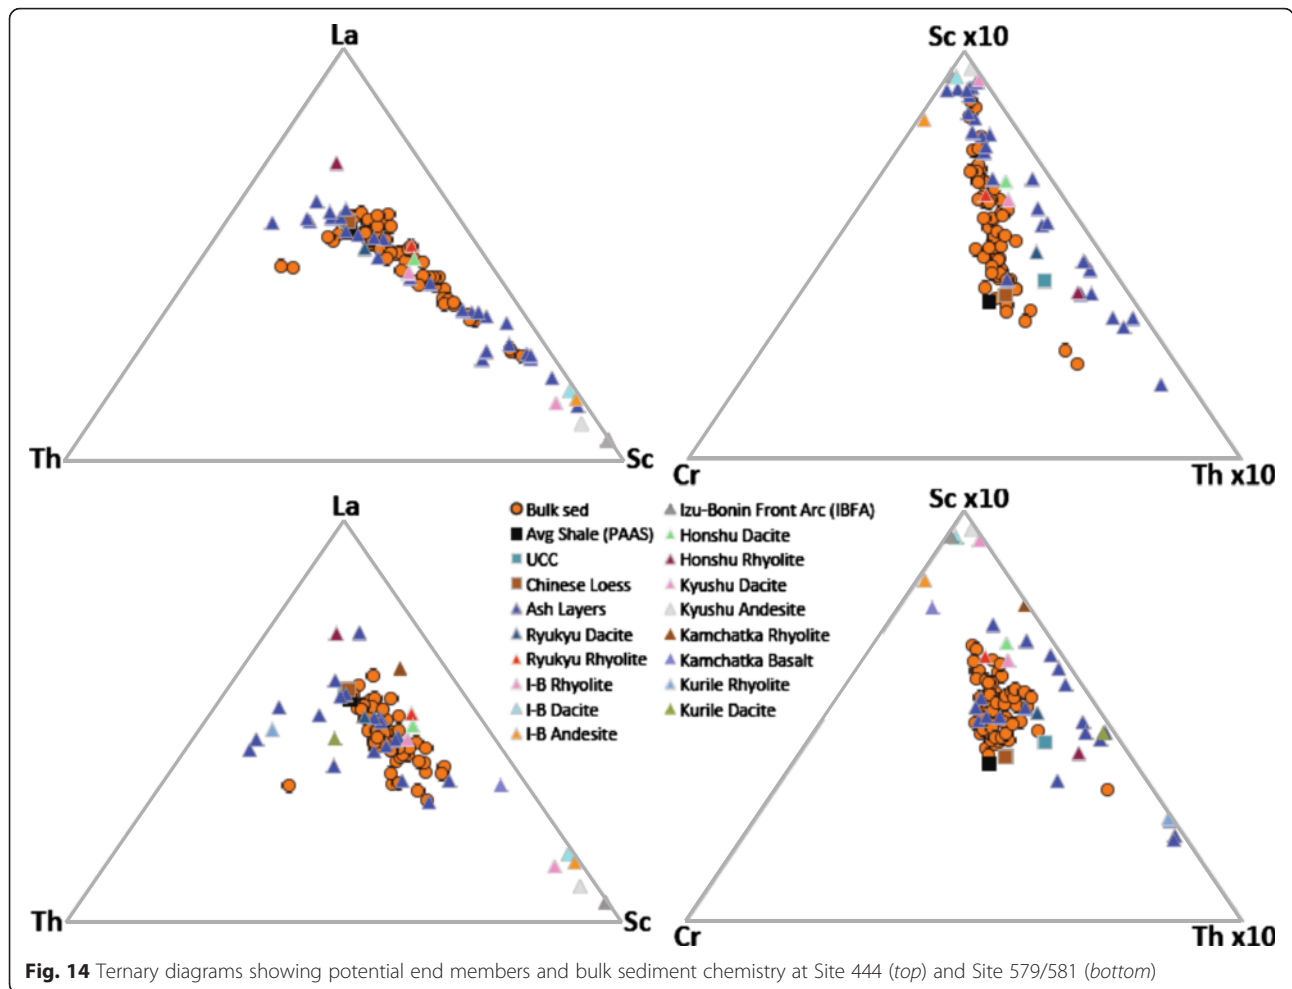 La
Sc x10
Th
Sc
Cr
Th x10
La
Sc x10
Bulk sed
Avg Shale (PAAS)
UCC
Chinese Loess
Ash Layers
Ryukyu Dacite
Ryukyu Rhyolite
I-B Rhyolite
I-B Dacite
I-B Andesite
Izu-Bonin Front Arc (IBFA)
Honshu Dacite
Honshu Rhyolite
Kyushu Dacite
Kyushu Andesite
Kamchatka Rhyolite
Kamchatka Basalt
Kurile Rhyolite
Kurile Dacite
Th
Sc
Cr
Th x10
Fig. 14 Ternary diagrams showing potential end members and bulk sediment chemistry at Site 444 (top) and Site 579/581 (bottom)